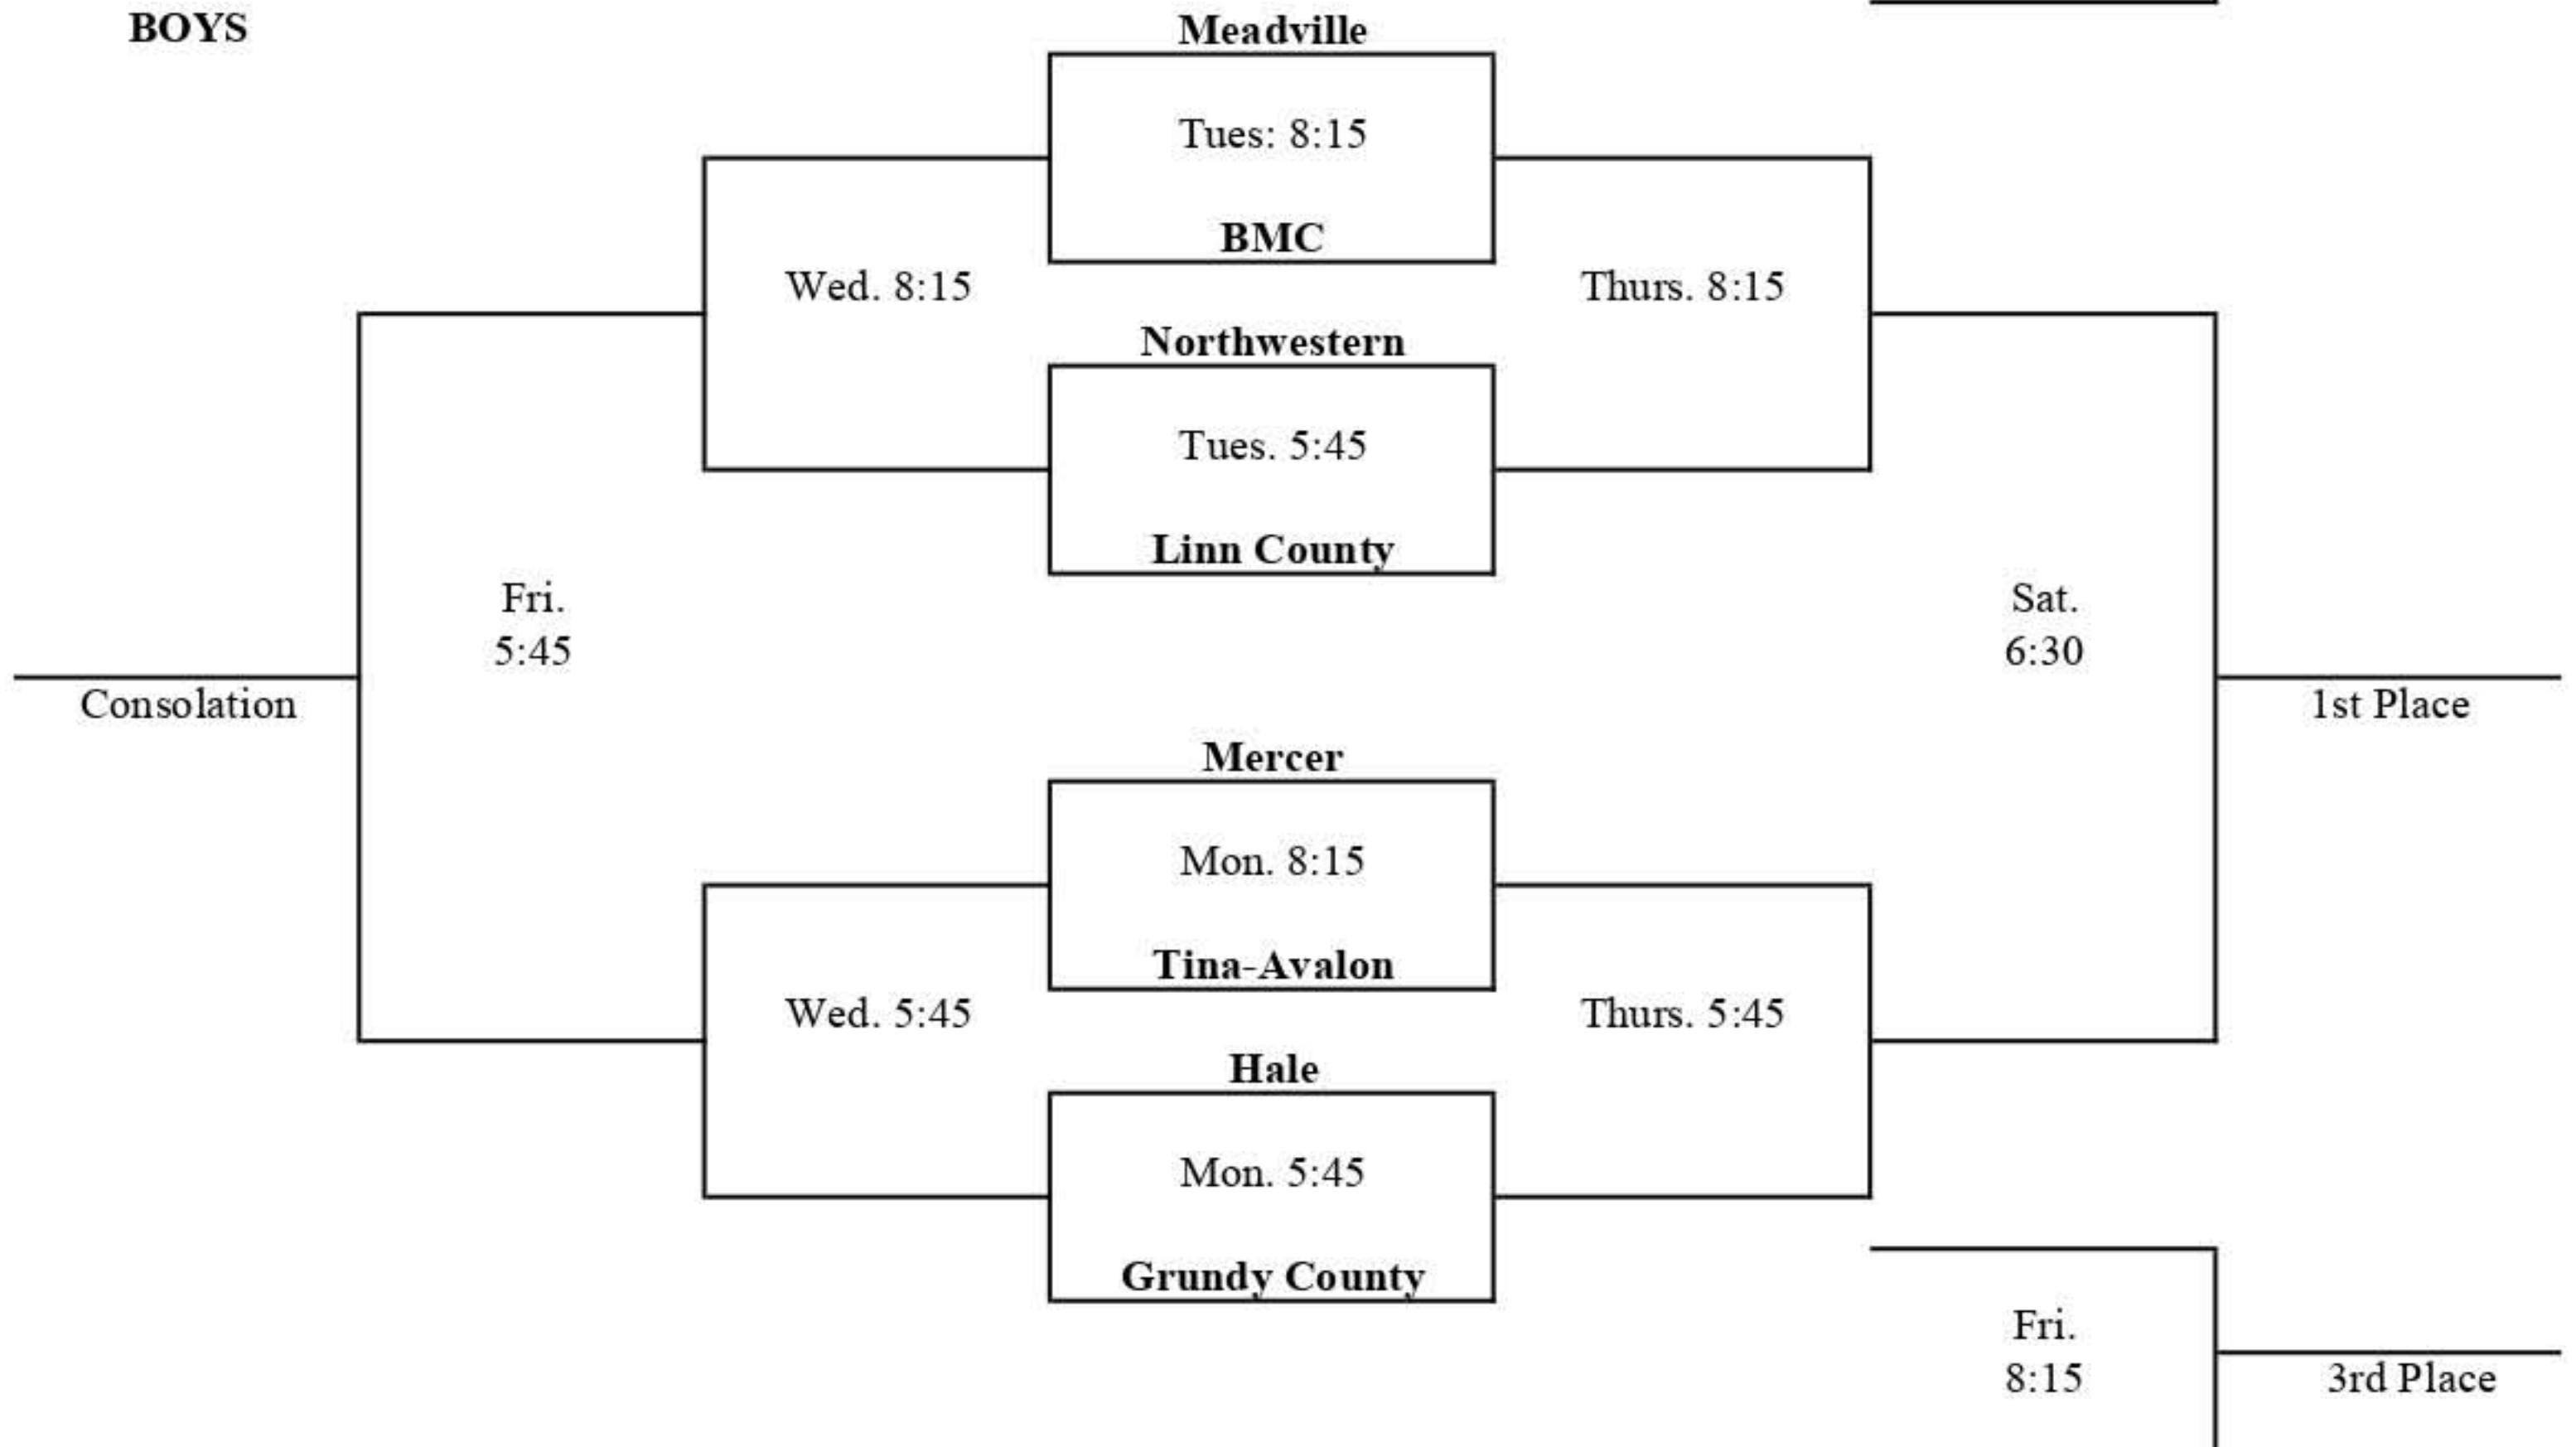 BOYS
Meadville
Tues: 8:15
BMC
Wed. 8:15
Thurs. 8:15
Northwestern
Tues. 5:45
Linn County
Fri.
5:45
Sat.
6:30
Consolation
1st Place
Mercer
Mon. 8:15
Tina-Avalon
Wed. 5:45
Thurs. 5:45
Hale
Mon. 5:45
Grundy County
Fri.
8:15
3rd Place